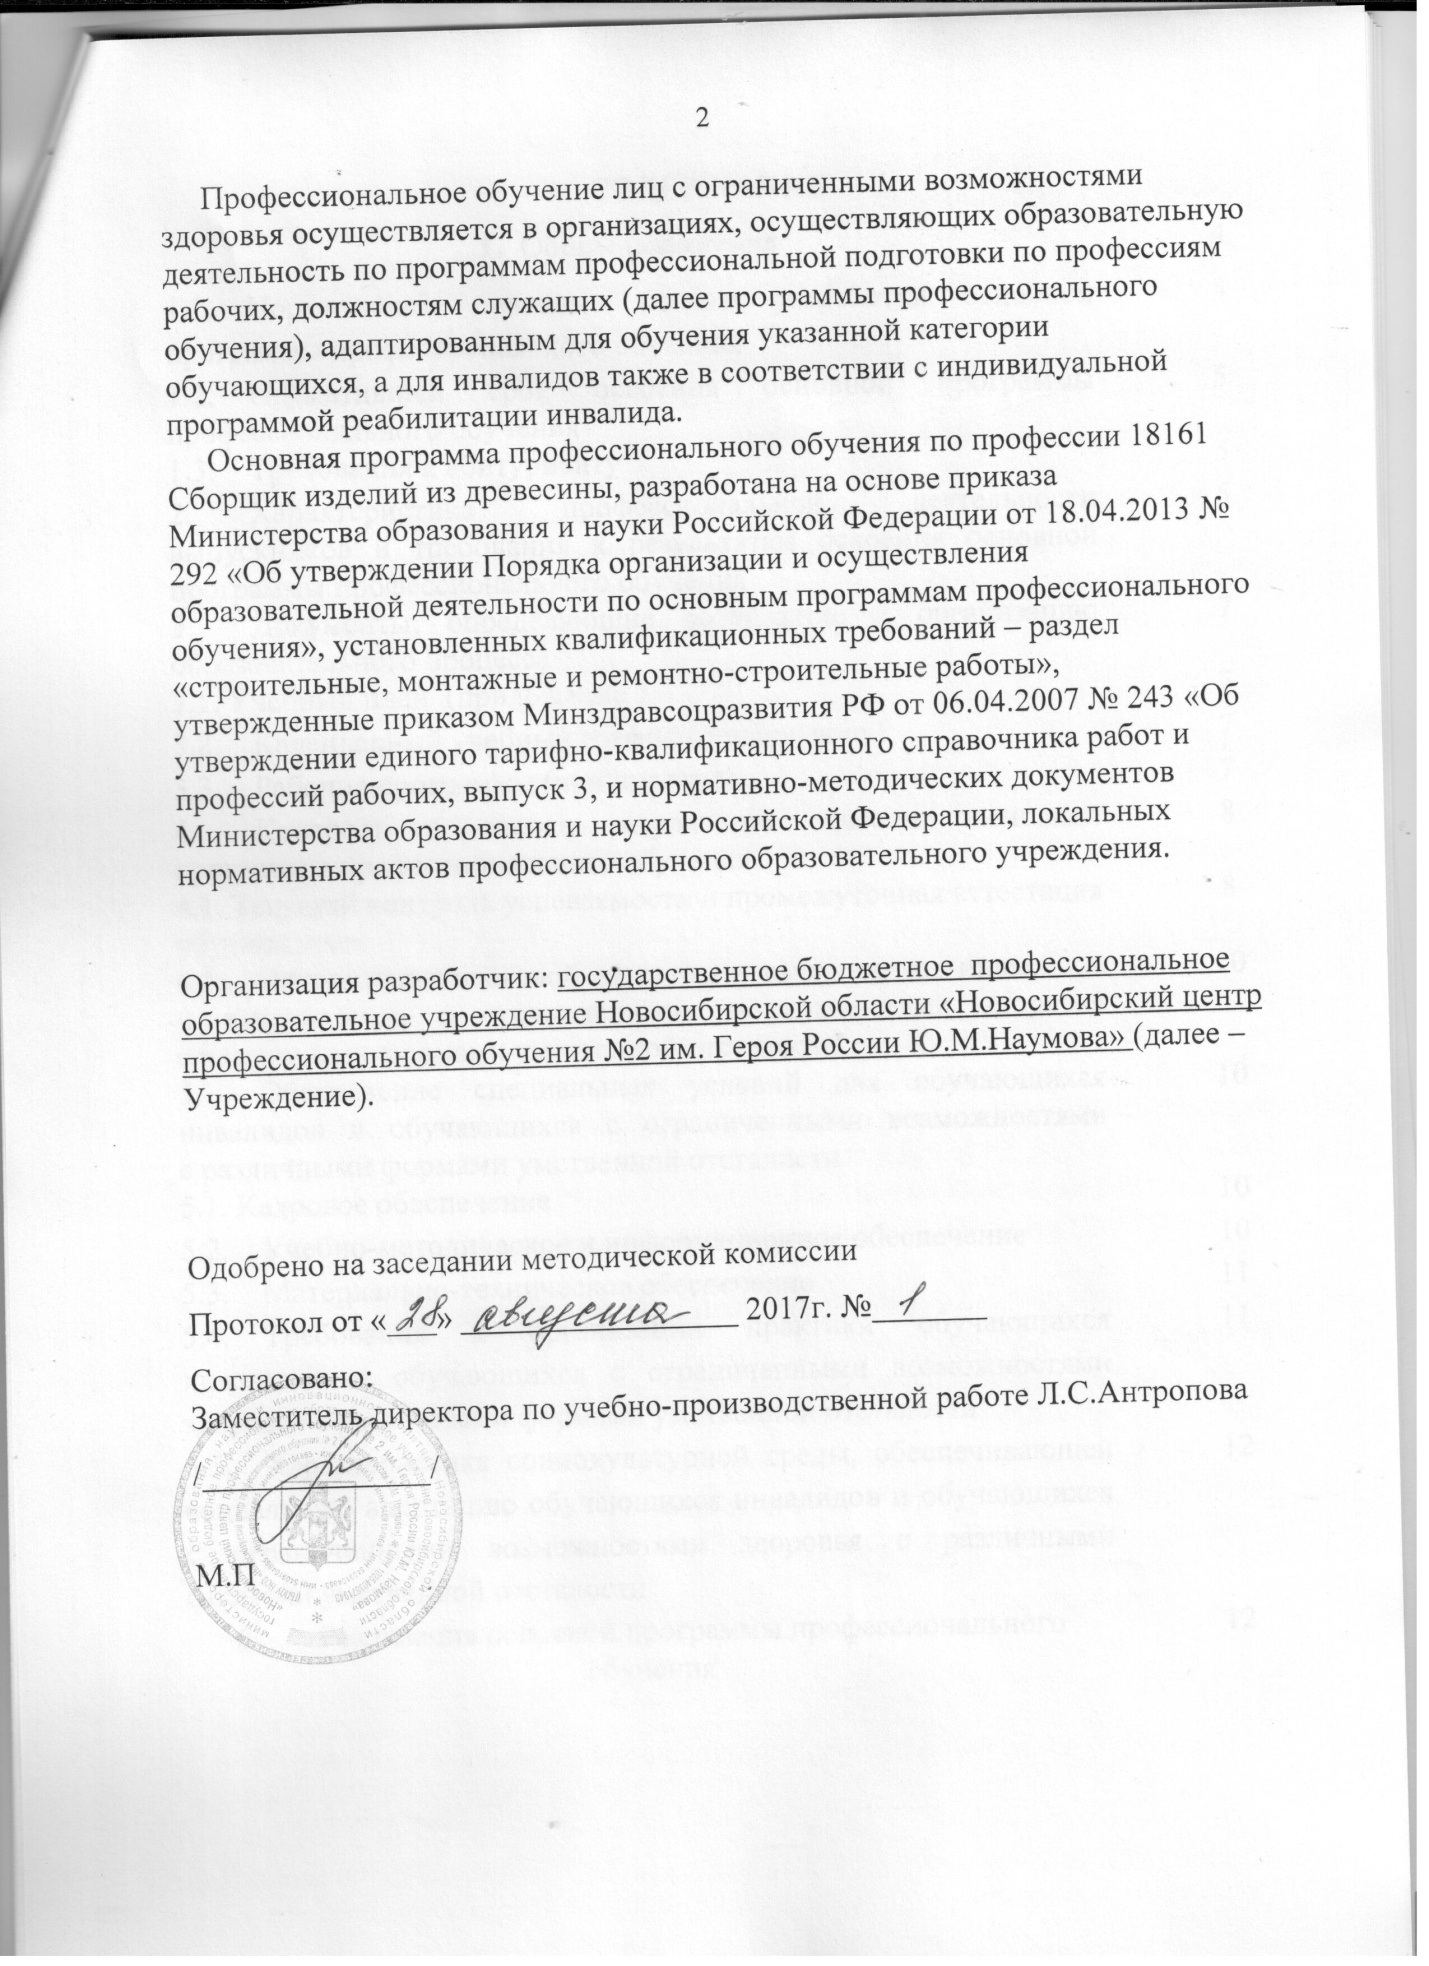 2
Профессиональное обучение лиц с ограниченными возможностями
здоровья осуществляется в организациях, осуществляющих образовательную
деятельность по программам профессиональной подготовки по профессиям
рабочих, должностям служащих (далее программы профессионального
обучения), адаптированным для обучения указанной категории
обучающихся, а для инвалидов также в соответствии с индивидуальной
программой реабилитации инвалида.
Основная программа профессионального обучения по профессии 18161
Сборщик изделий из древесины, разработана на основе приказа
Министерства образования и науки Российской Федерации от 18.04.2013 №
292 «Об утверждении Порядка организации и осуществления
образовательной деятельности по основным программам профессионального
обучения», установленных квалификационных требований – раздел
«строительные, монтажные и ремонтно-строительные работы»,
утвержденные приказом Минздравсоцразвития РФ от 06.04.2007 № 243 «Об
утверждении единого тарифно-квалификационного справочника работ и
профессий рабочих, выпуск 3, и нормативно-методических документов
Министерства образования и науки Российской Федерации, локальных
нормативных актов профессионального образовательного учреждения.
Организация разработчик: государственное бюджетное профессиональное
образовательное учреждение Новосибирской области «Новосибирский центр
профессионального обучения №2 им. Героя России Ю.М.Наумова» (далее –
Учреждение).
Одобрено на заседании методической комиссии
Протокол от «28» августа 2017г. № 1
Согласовано:
Заместитель директора по учебно-производственной работе Л.С.Антропова
/ /
М.П